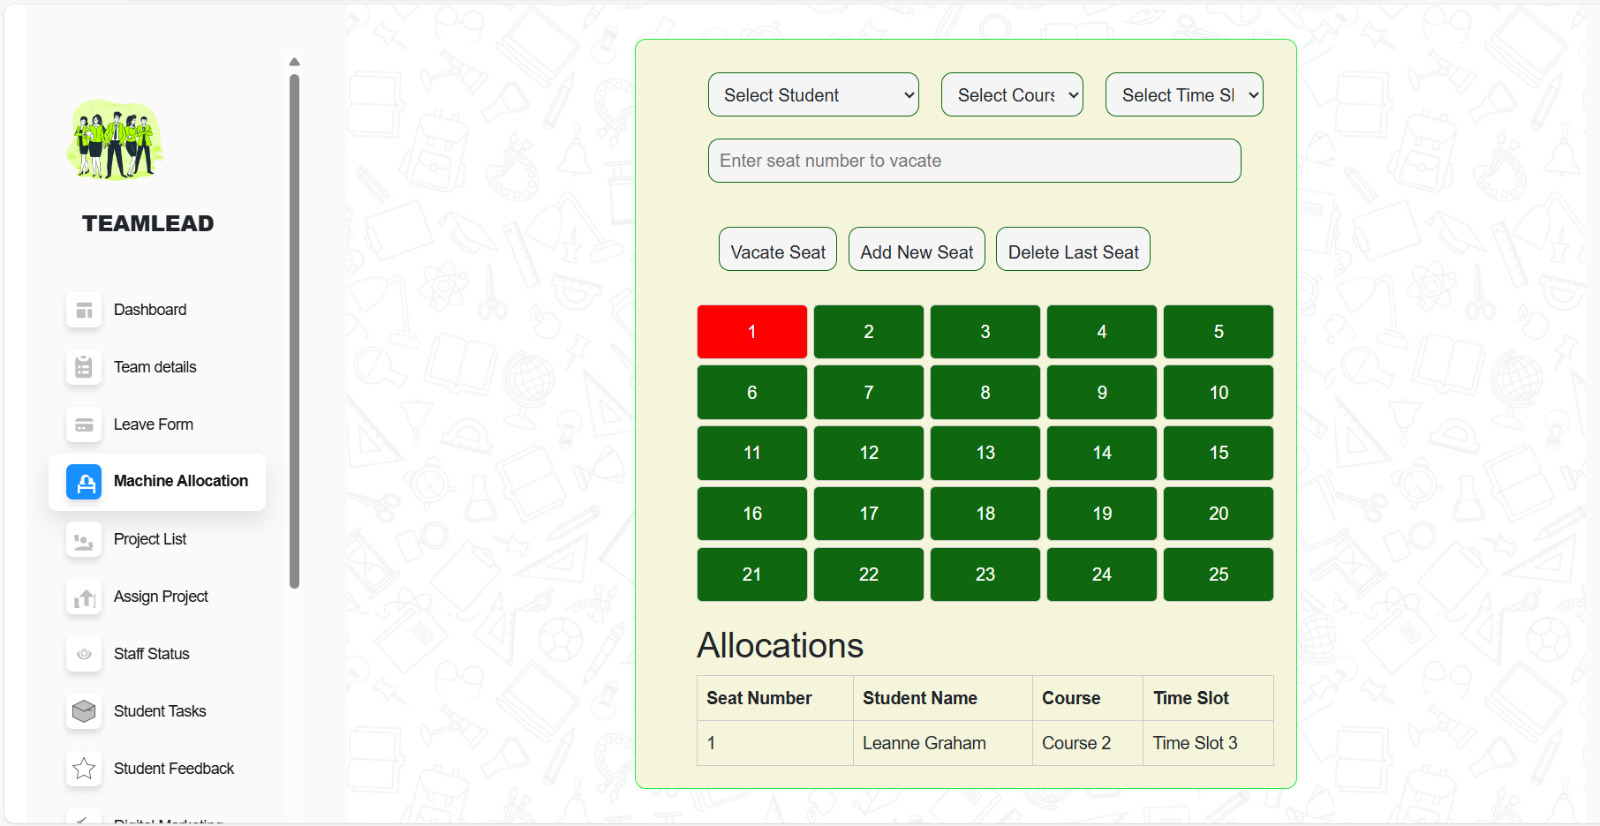 TEAMLEAD
Dashboard
Team details
Leave Form
Machine Allocation
Project List
Assign Project
Staff Status
Student Tasks
Student Feedback
Digital Marketing
Select Student Select Cours Select Time Sl
Enter seat number to vacate
Vacate Seat Add New Seat Delete Last Seat
1 2 3 4 5
6 7 8 9 10
11 12 13 14 15
16 17 18 19 20
21 22 23 24 25
Allocations
Seat Number Student Name Course Time Slot
1 Leanne Graham Course 2 Time Slot 3